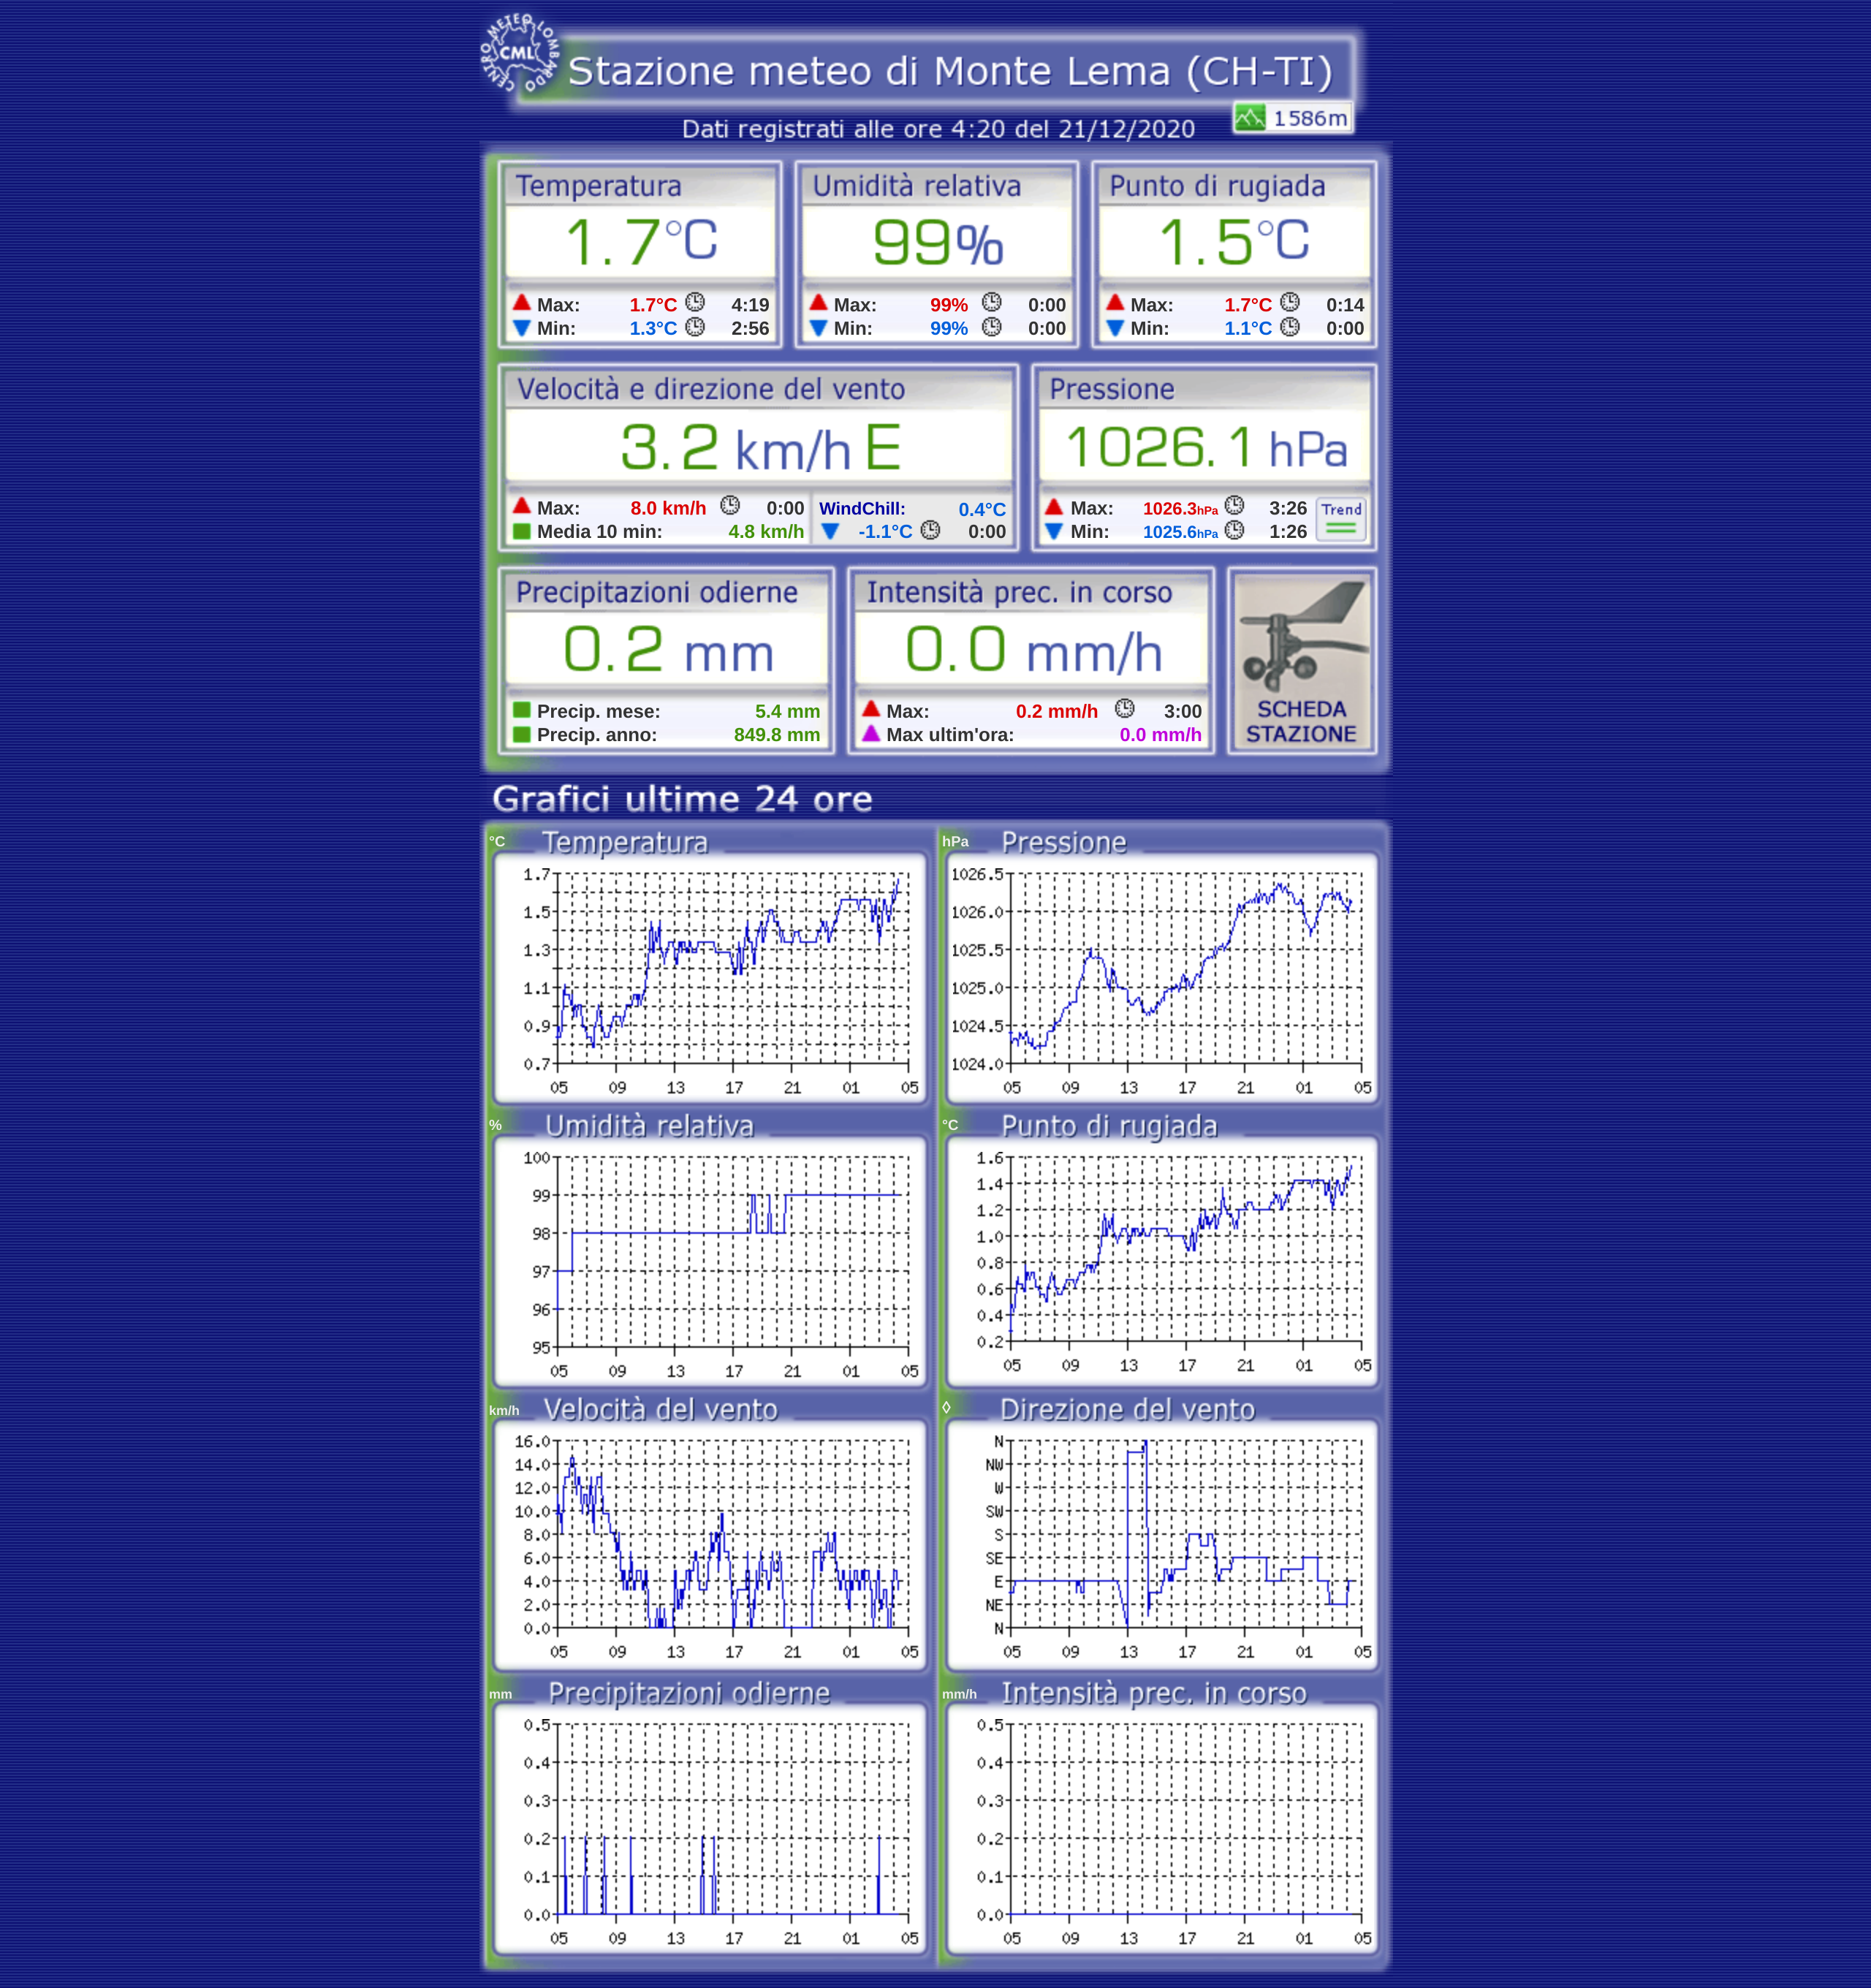 CENTRO METEO LOMBARDO
CML
Stazione meteo di Monte Lema (CH-TI)
1586m
Dati registrati alle ore 4:20 del 21/12/2020
Temperatura Umidità relativa Punto di rugiada
1.7°C 99% 1.5°C
Max: 1.7°C 4:19 Max: 99% 0:00 Max: 1.7°C 0:14
Min: 1.3°C 2:56 Min: 99% 0:00 Min: 1.1°C 0:00
Velocità e direzione del vento Pressione
3.2 km/h E 1026.1 hPa
Max: 8.0 km/h 0:00 WindChill: 0.4°C Max: 1026.3hPa 3:26 Trend
Media 10 min: 4.8 km/h -1.1°C 0:00 Min: 1025.6hPa 1:26
Precipitazioni odierne Intensità prec. in corso
0.2 mm 0.0 mm/h
Precip. mese: 5.4 mm Max: 0.2 mm/h 3:00 SCHEDA
Precip. anno: 849.8 mm Max ultim'ora: 0.0 mm/h STAZIONE
Grafici ultime 24 ore
°C Temperatura
1.7
1.5
1.3
1.1
0.9
0.7
05 09 13 17 21 01 05
hPa Pressione
1026.5
1026.0
1025.5
1025.0
1024.5
1024.0
05 09 13 17 21 01 05
% Umidità relativa
100
99
98
97
96
95
05 09 13 17 21 01 05
°C Punto di rugiada
1.6
1.4
1.2
1.0
0.8
0.6
0.4
0.2
05 09 13 17 21 01 05
km/h Velocità del vento
16.0
14.0
12.0
10.0
8.0
6.0
4.0
2.0
0.0
05 09 13 17 21 01 05
◊ Direzione del vento
N
NW
W
SW
S
SE
E
NE
N
05 09 13 17 21 01 05
mm Precipitazioni odierne
0.5
0.4
0.3
0.2
0.1
0.0
05 09 13 17 21 01 05
mm/h Intensità prec. in corso
0.5
0.4
0.3
0.2
0.1
0.0
05 09 13 17 21 01 05